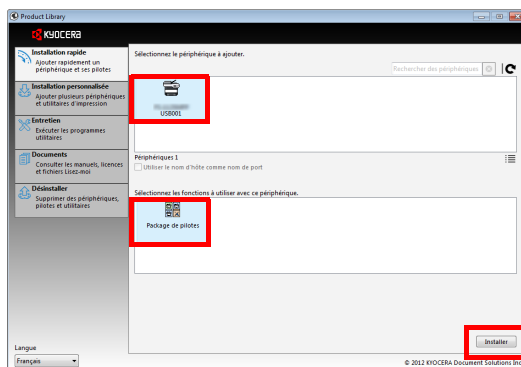 Product Library
KYOCERA
Installation rapide
Ajouter rapidement un
périphérique et ses pilotes
Installation personnalisée
Ajouter plusieurs périphériques
et utilitaires d'impression
Entretien
Exécuter les programmes
utilitaires
Documents
Consulter les manuels, licences
et fichiers Lisez-moi
Désinstaller
Supprimer des périphériques,
pilotes et utilitaires
Langue
Français
Sélectionnez le périphérique à ajouter.
Rechercher des périphériques
USB001
Périphériques 1
Utiliser le nom d'hôte comme nom de port
Sélectionnez les fonctions à utiliser avec ce périphérique.
Package de pilotes
Installer
© 2012 KYOCERA Document Solutions Inc